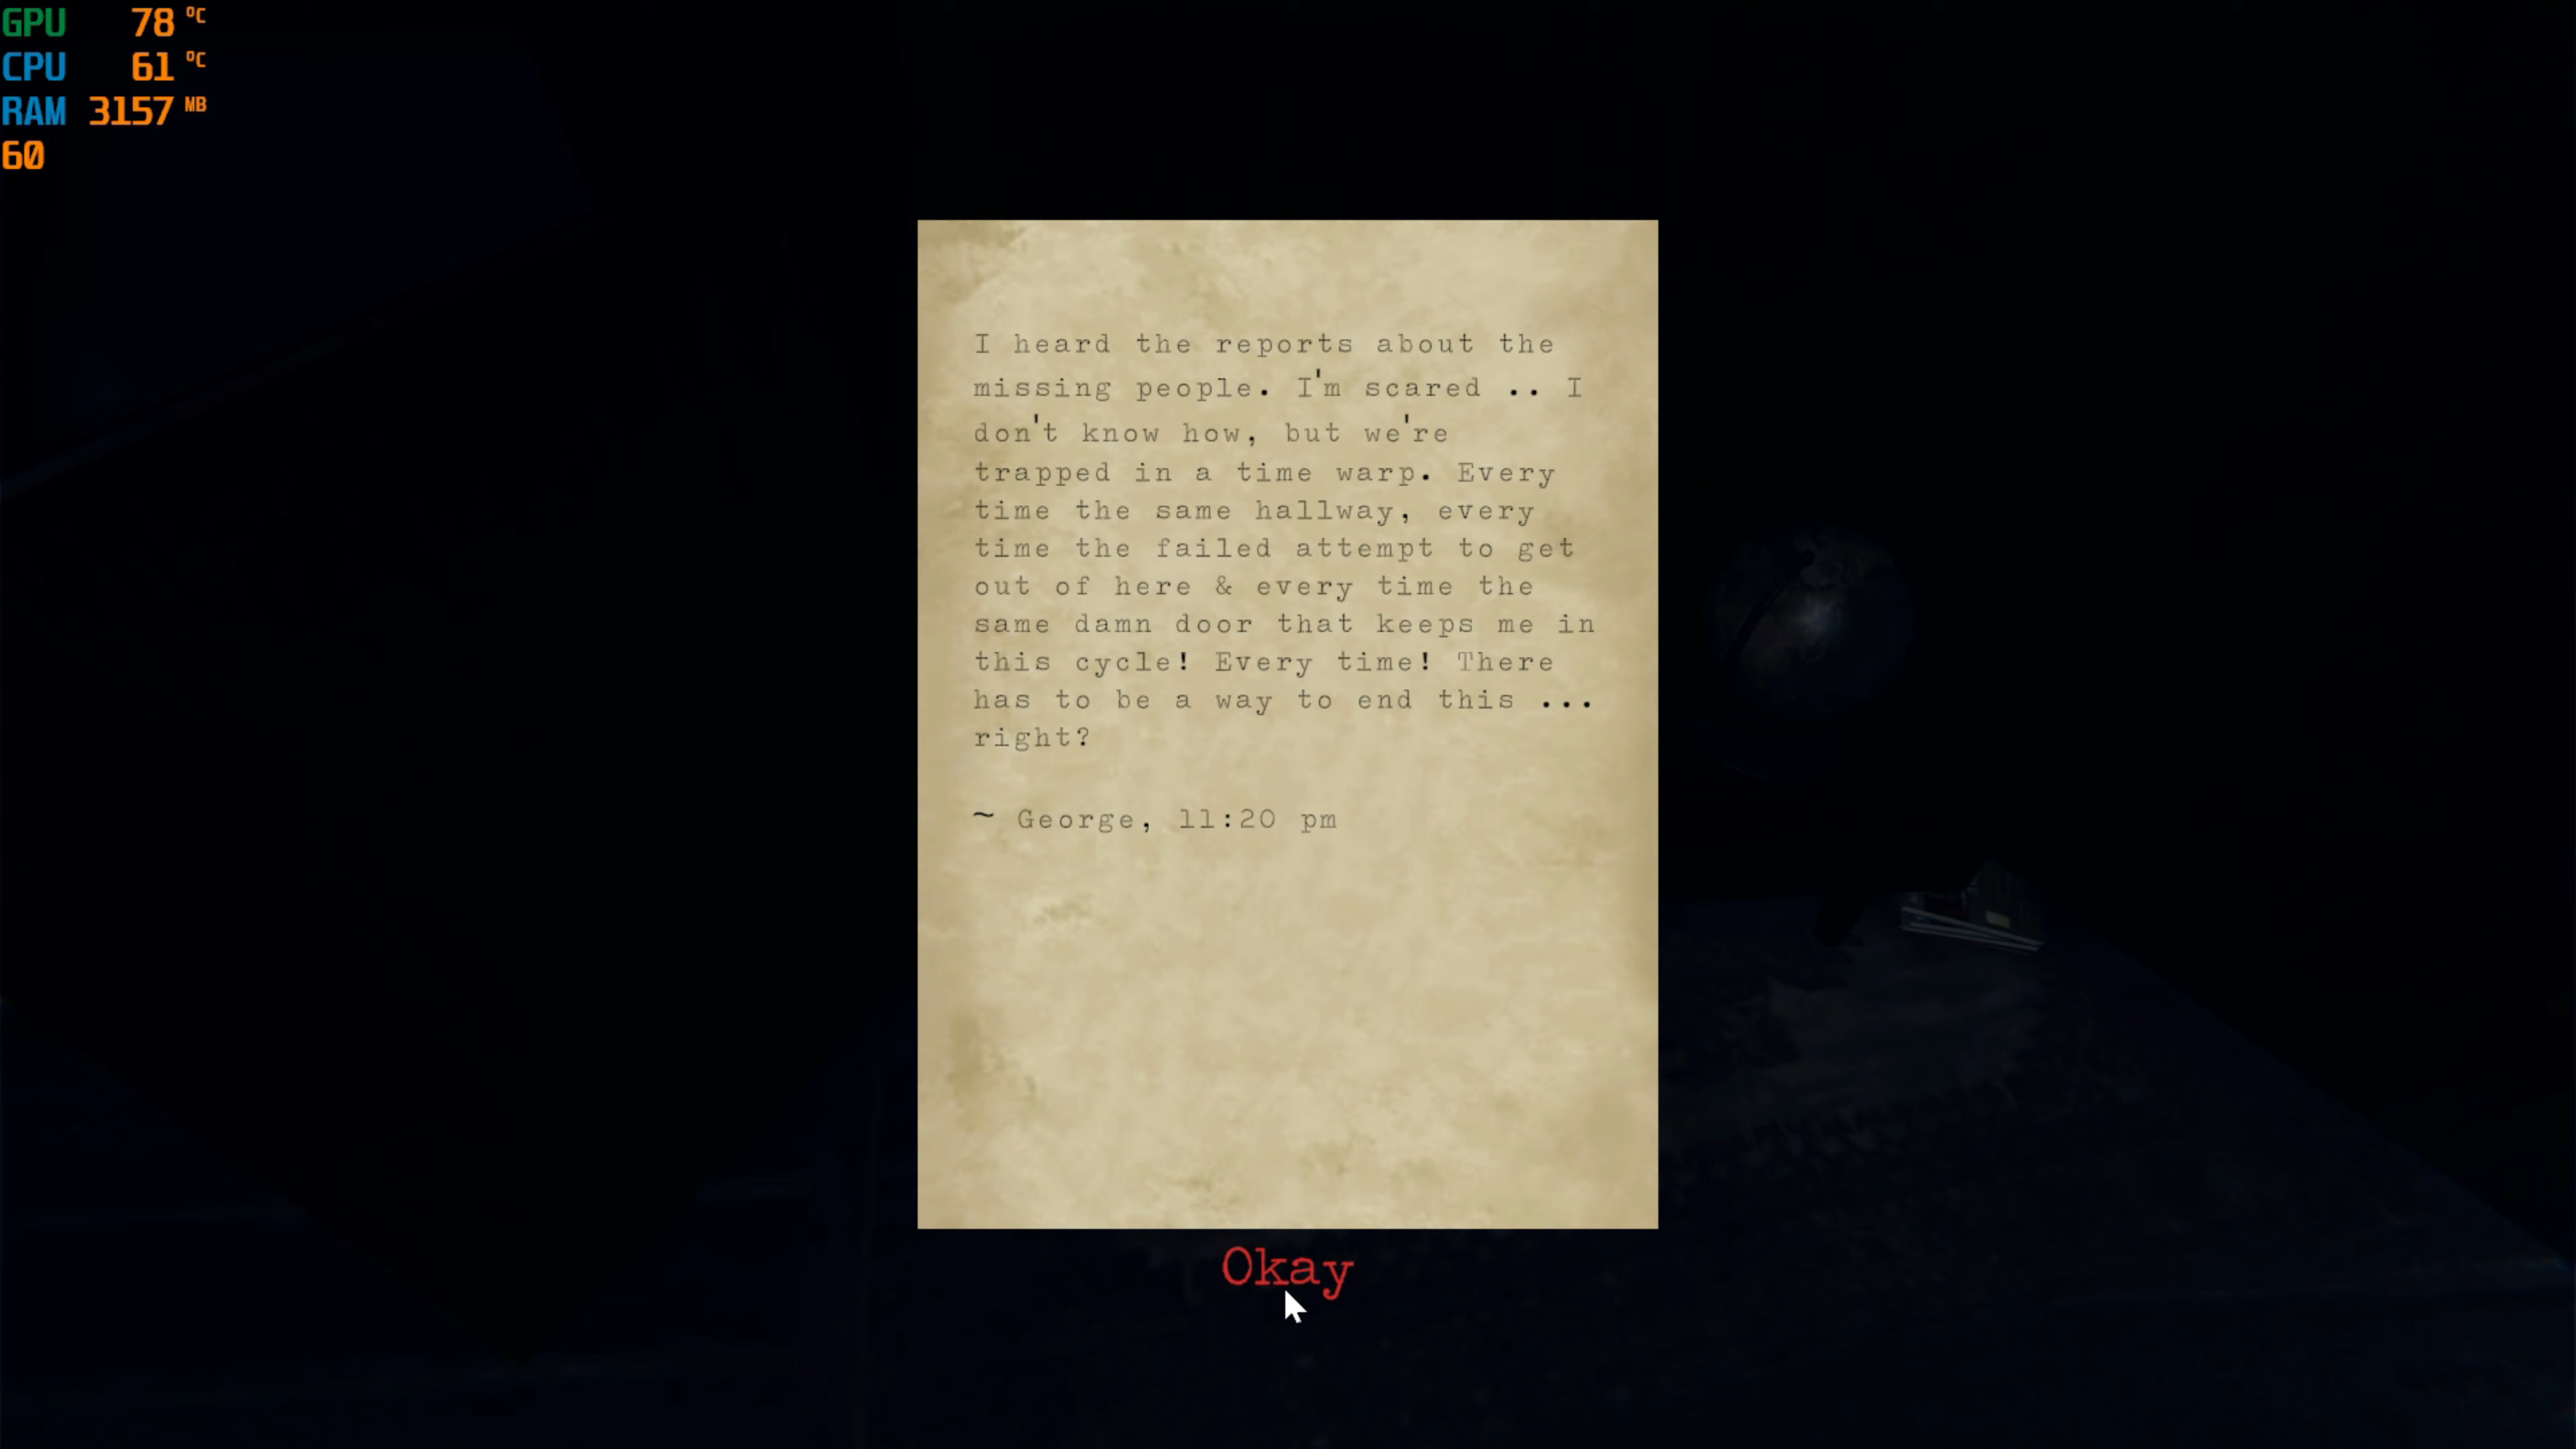 GPU 78 °C
CPU 61 °C
RAM 3157 MB
60
I heard the reports about the
missing people. I'm scared .. I
don't know how, but we're
trapped in a time warp. Every
time the same hallway, every
time the failed attempt to get
out of here & every time the
same damn door that keeps me in
this cycle! Every time! There
has to be a way to end this ...
right?
~ George, 11:20 pm
Okay